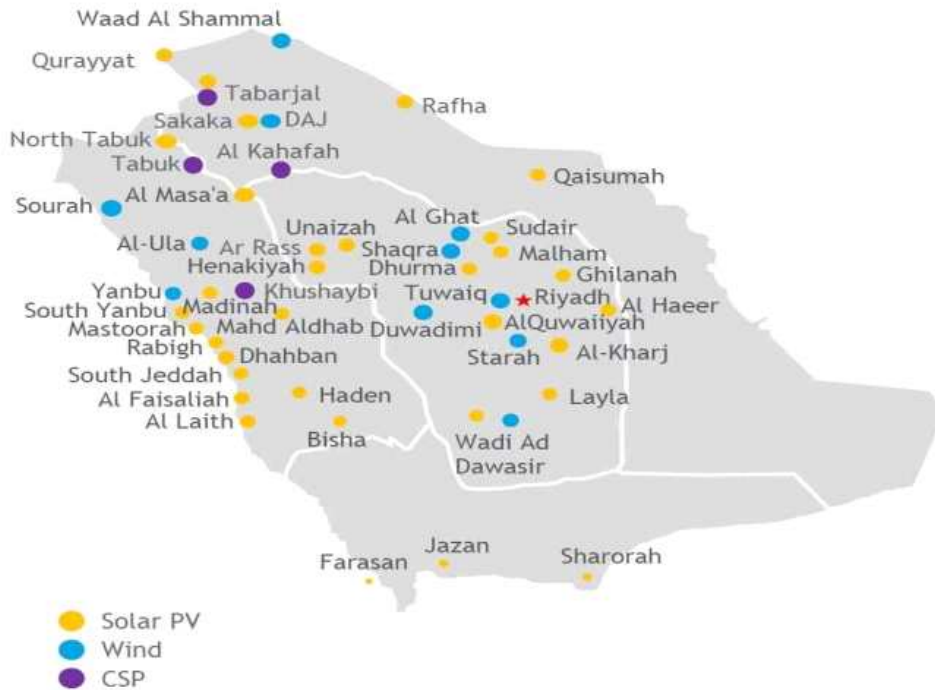 Waad Al Shammal
Qurayyat
Tabarjal
Rafha
Sakaka
DAJ
North Tabuk
Al Kahafah
Tabuk
Qaisumah
Al Masa'a
Sourah
Al Ghat
Sudair
Unaizah
Al-Ula
Ar Rass
Shaqra
Malham
Henakiyah
Dhurma
Ghilanah
Yanbu
Khushaybi
Tuwaiq
Riyadh
Madinah
Al Haeer
South Yanbu
Mastoorah
Mahd Aldhab
Duwadimi
AlQuwaiiyah
Rabigh
Starah
Al-Kharj
Dhahban
South Jeddah
Al Faisaliah
Haden
Layla
Al Laith
Bisha
Wadi Ad
Dawasir
Farasan
Jazan
Sharorah
Solar PV
Wind
CSP